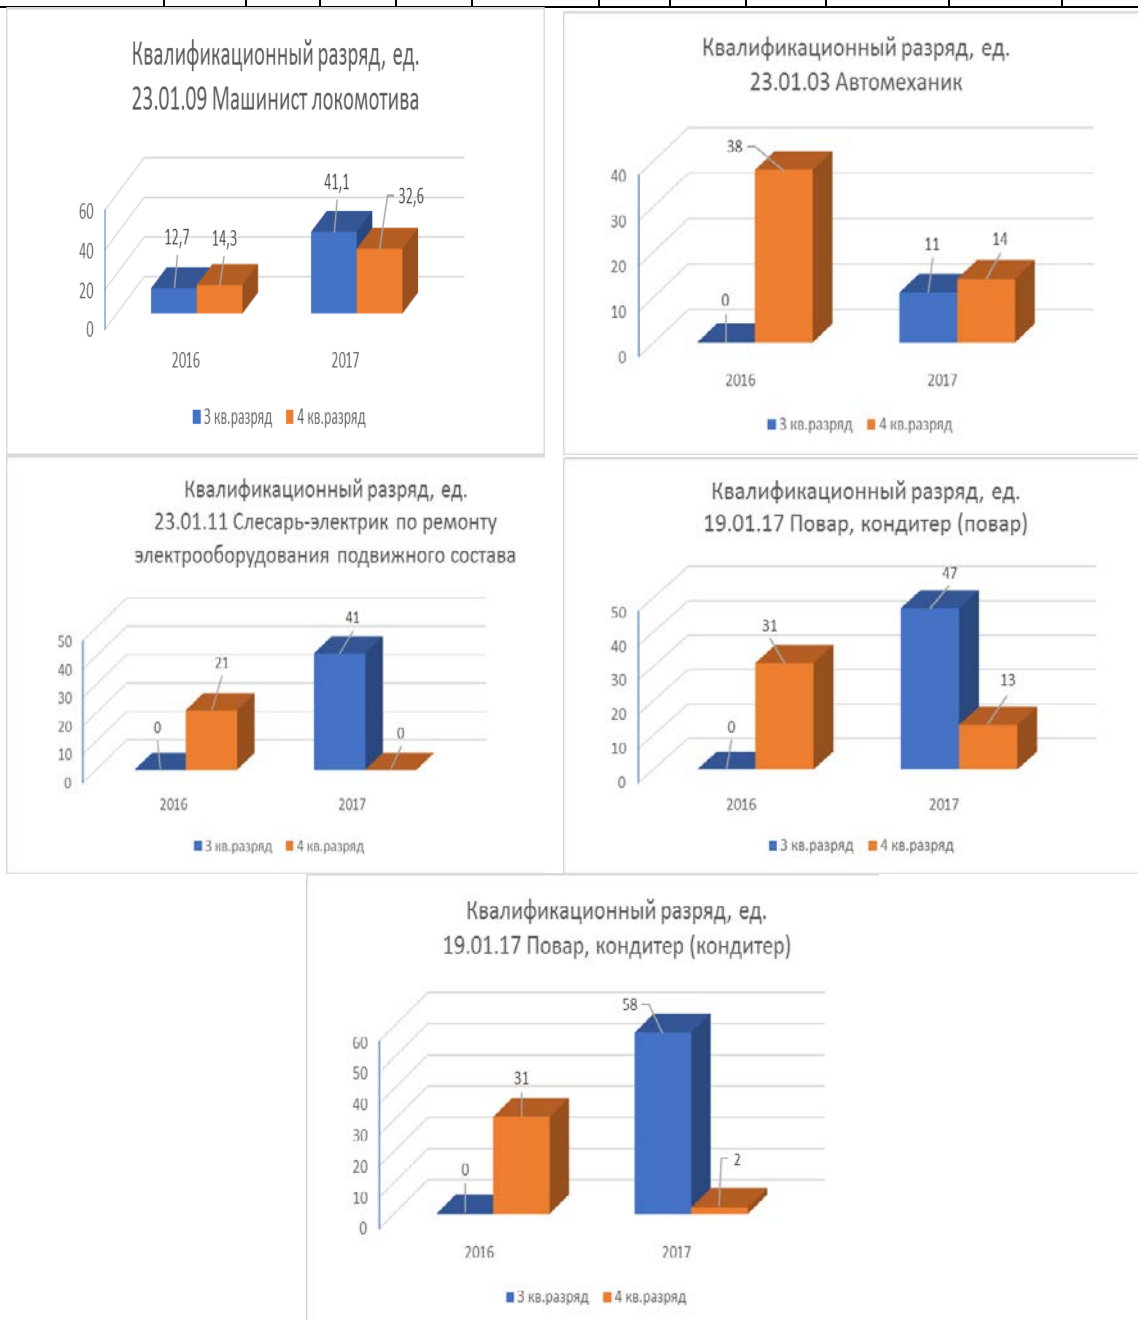 Квалификационный разряд, ед.
23.01.09 Машинист локомотива
60
40
20
0
12,7
14,3
41,1
32,6
2016
2017
3 кв.разряд
4 кв.разряд
Квалификационный разряд, ед.
23.01.03 Автомеханик
40
30
20
10
0
0
38
11
14
2016
2017
3 кв.разряд
4 кв.разряд
Квалификационный разряд, ед.
23.01.11 Слесарь-электрик по ремонту
электрооборудования подвижного состава
50
40
30
20
10
0
0
21
41
0
2016
2017
3 кв.разряд
4 кв.разряд
Квалификационный разряд, ед.
19.01.17 Повар, кондитер (повар)
50
40
30
20
10
0
0
31
47
13
2016
2017
3 кв.разряд
4 кв.разряд
Квалификационный разряд, ед.
19.01.17 Повар, кондитер (кондитер)
60
50
40
30
20
10
0
0
31
58
2
2016
2017
3 кв.разряд
4 кв.разряд